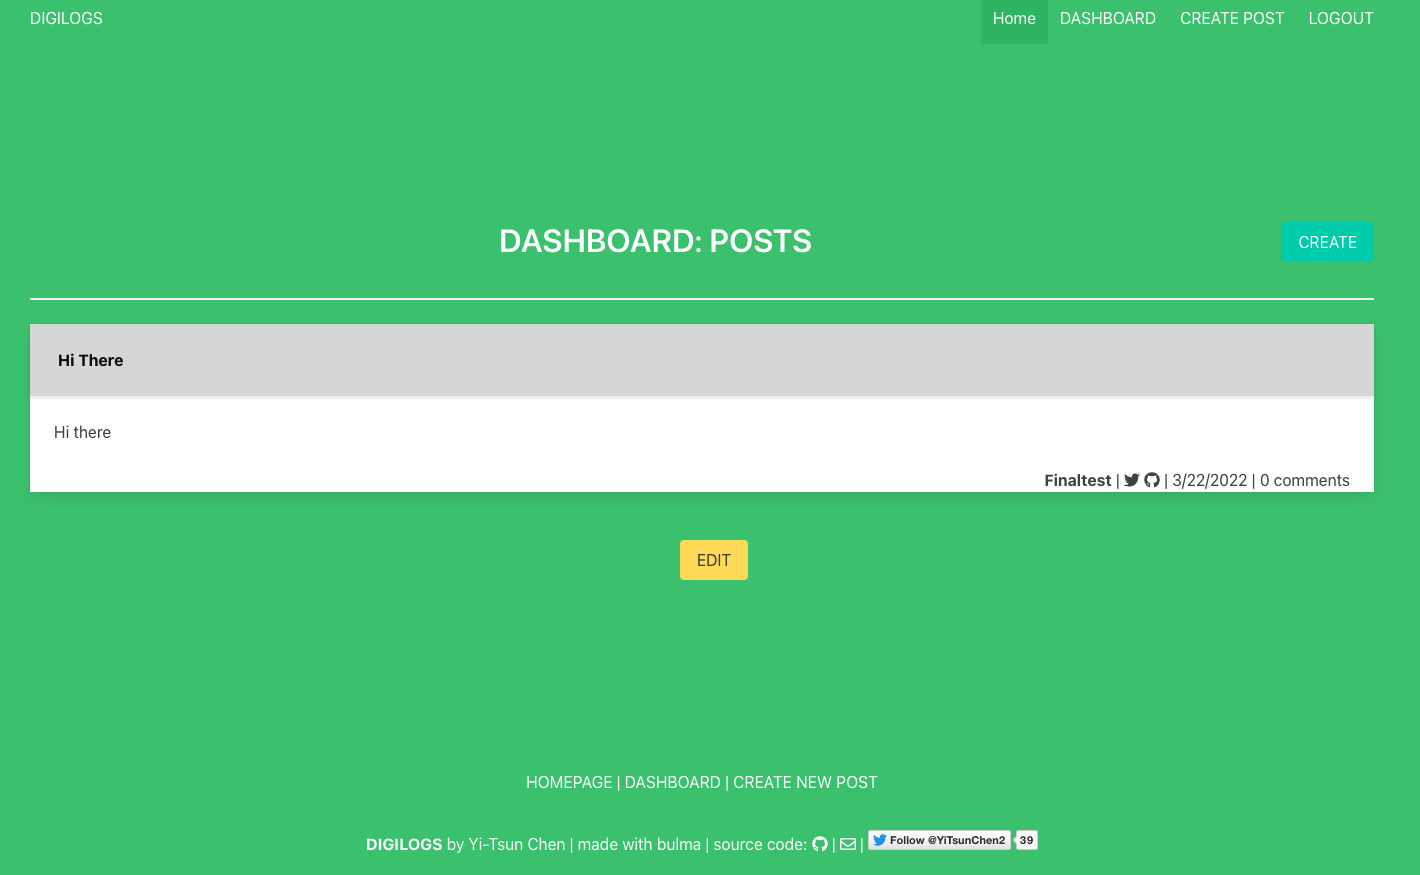 DIGILOGS Home DASHBOARD CREATE POST LOGOUT
DASHBOARD: POSTS CREATE
Hi There
Hi there
Finaltest | | 3/22/2022 | 0 comments
EDIT
HOMEPAGE | DASHBOARD | CREATE NEW POST
DIGILOGS by Yi-Tsun Chen | made with bulma | source code: | | Follow @YiTsunChen2 39